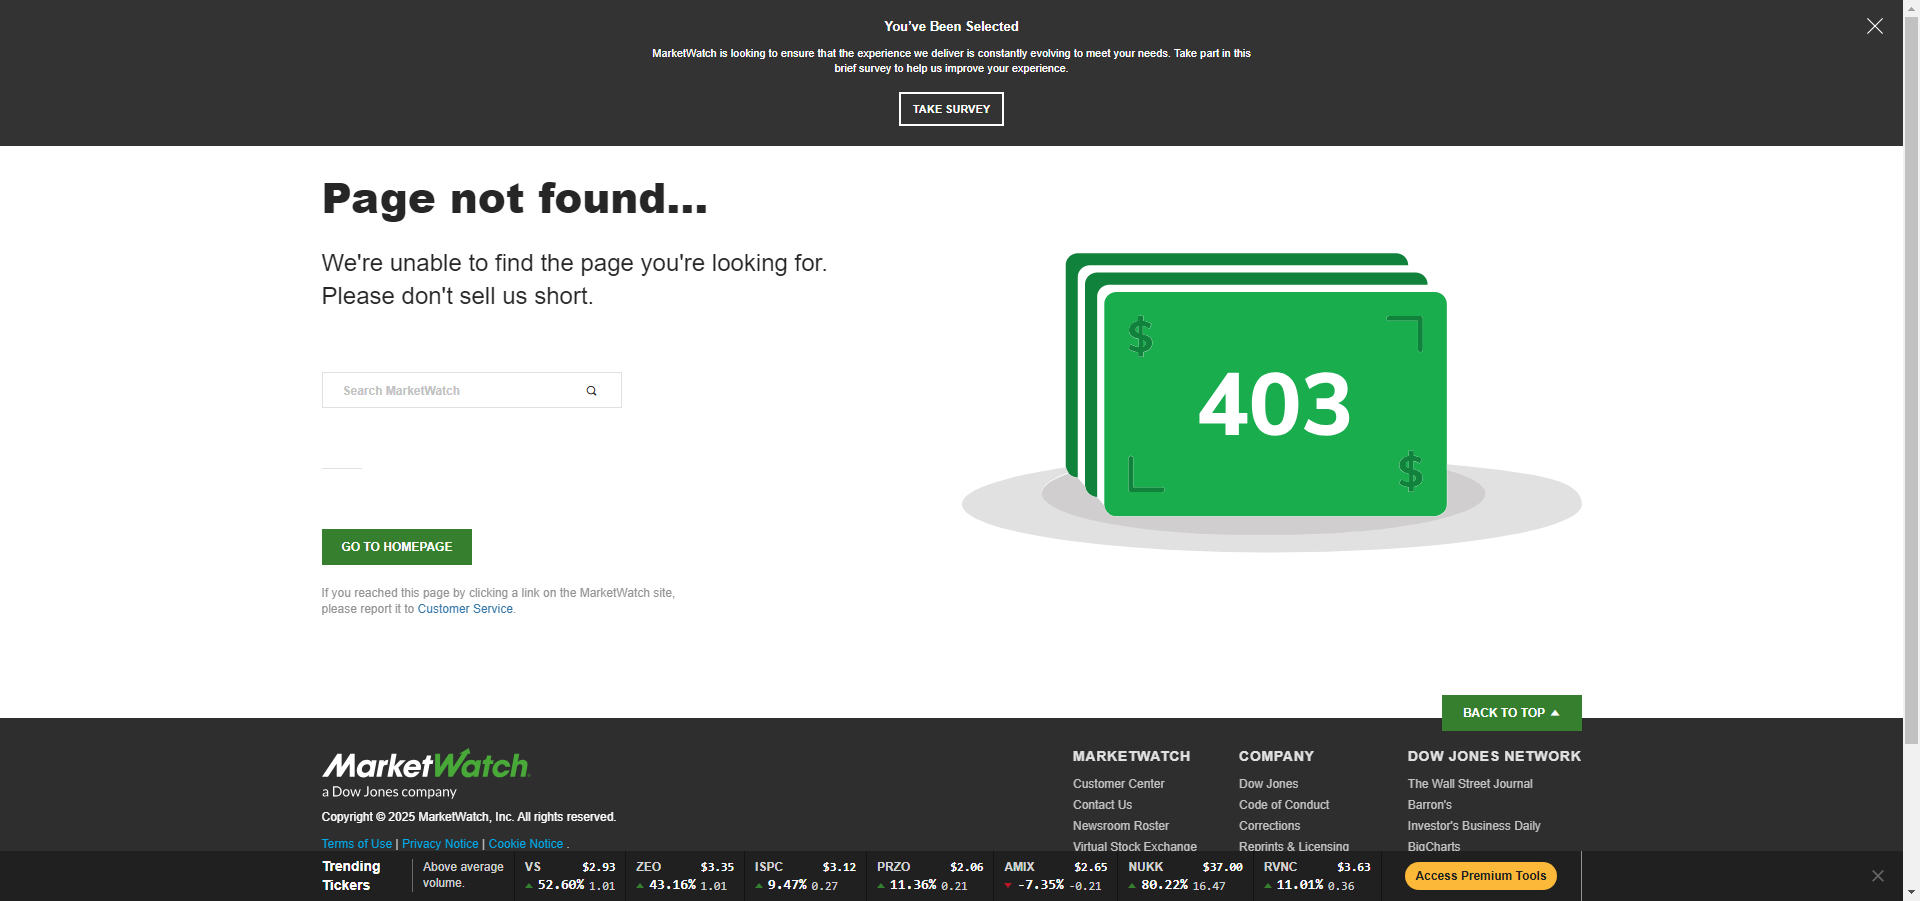 You've Been Selected
MarketWatch is looking to ensure that the experience we deliver is constantly evolving to meet your needs. Take part in this
brief survey to help us improve your experience.
TAKE SURVEY
Page not found...
We're unable to find the page you're looking for.
Please don't sell us short.
Search MarketWatch
GO TO HOMEPAGE
If you reached this page by clicking a link on the MarketWatch site,
please report it to Customer Service.
$
403
$
BACK TO TOP
MarketWatch
a Dow Jones company
Copyright © 2025 MarketWatch, Inc. All rights reserved.
Terms of Use | Privacy Notice | Cookie Notice .
MARKETWATCH
Customer Center
Contact Us
Newsroom Roster
Virtual Stock Exchange
COMPANY
Dow Jones
Code of Conduct
Corrections
Reprints & Licensing
DOW JONES NETWORK
The Wall Street Journal
Barron's
Investor's Business Daily
BigCharts
Trending
Tickers
Above average
volume.
VS $2.93
52.60% 1.01
ZEO $3.35
43.16% 1.01
ISPC $3.12
9.47% 0.27
PRZO $2.06
11.36% 0.21
AMIX $2.65
-7.35% -0.21
NUKK $37.00
80.22% 16.47
RVNC $3.63
11.01% 0.36
Access Premium Tools